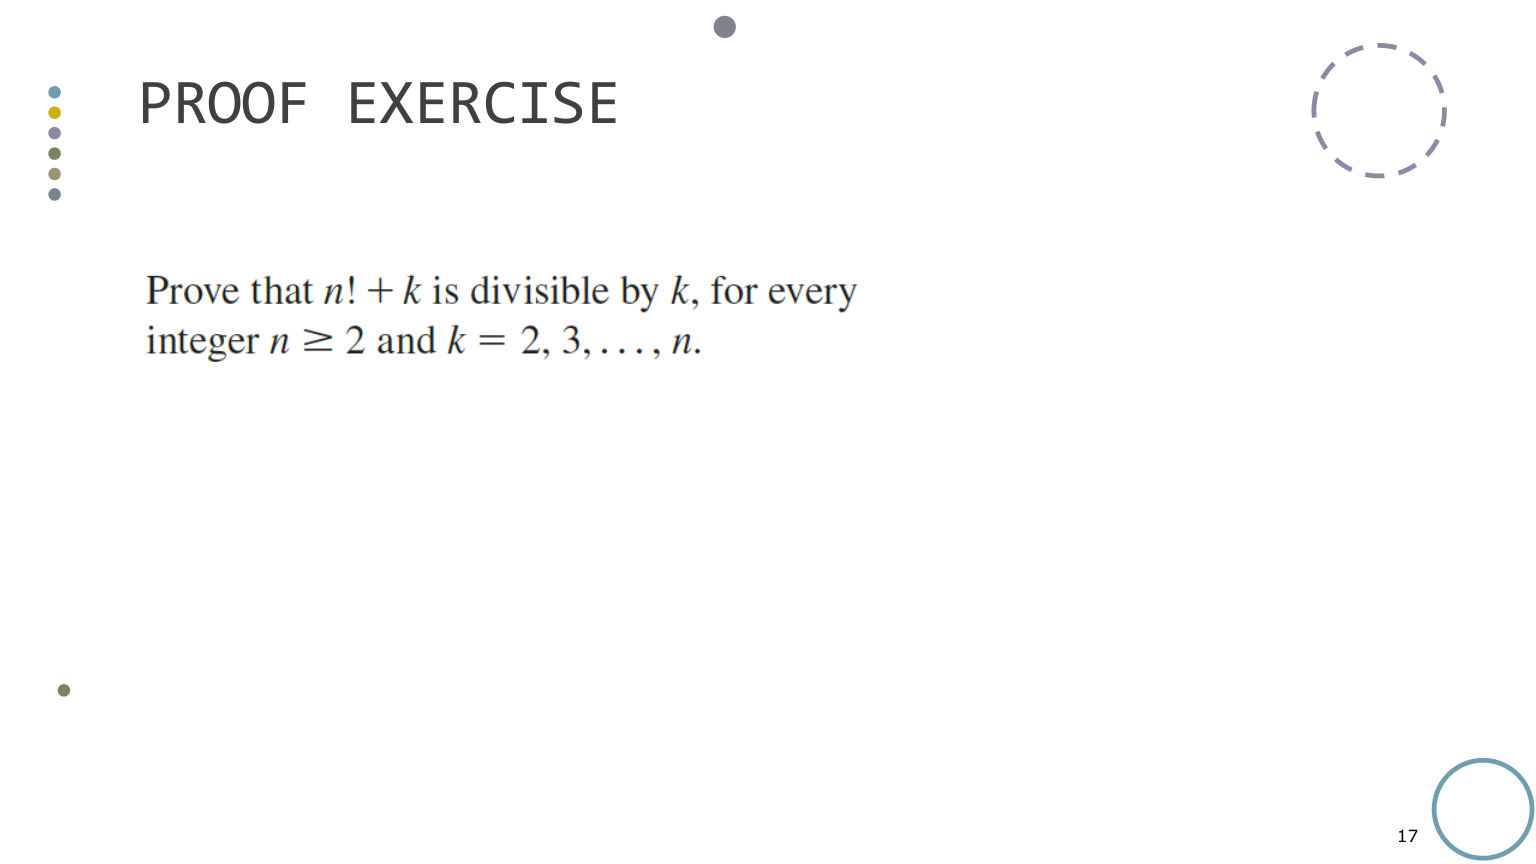 PROOF EXERCISE
Prove that n! + k is divisible by k, for every
integer n ≥ 2 and k = 2, 3, . . . , n.
17